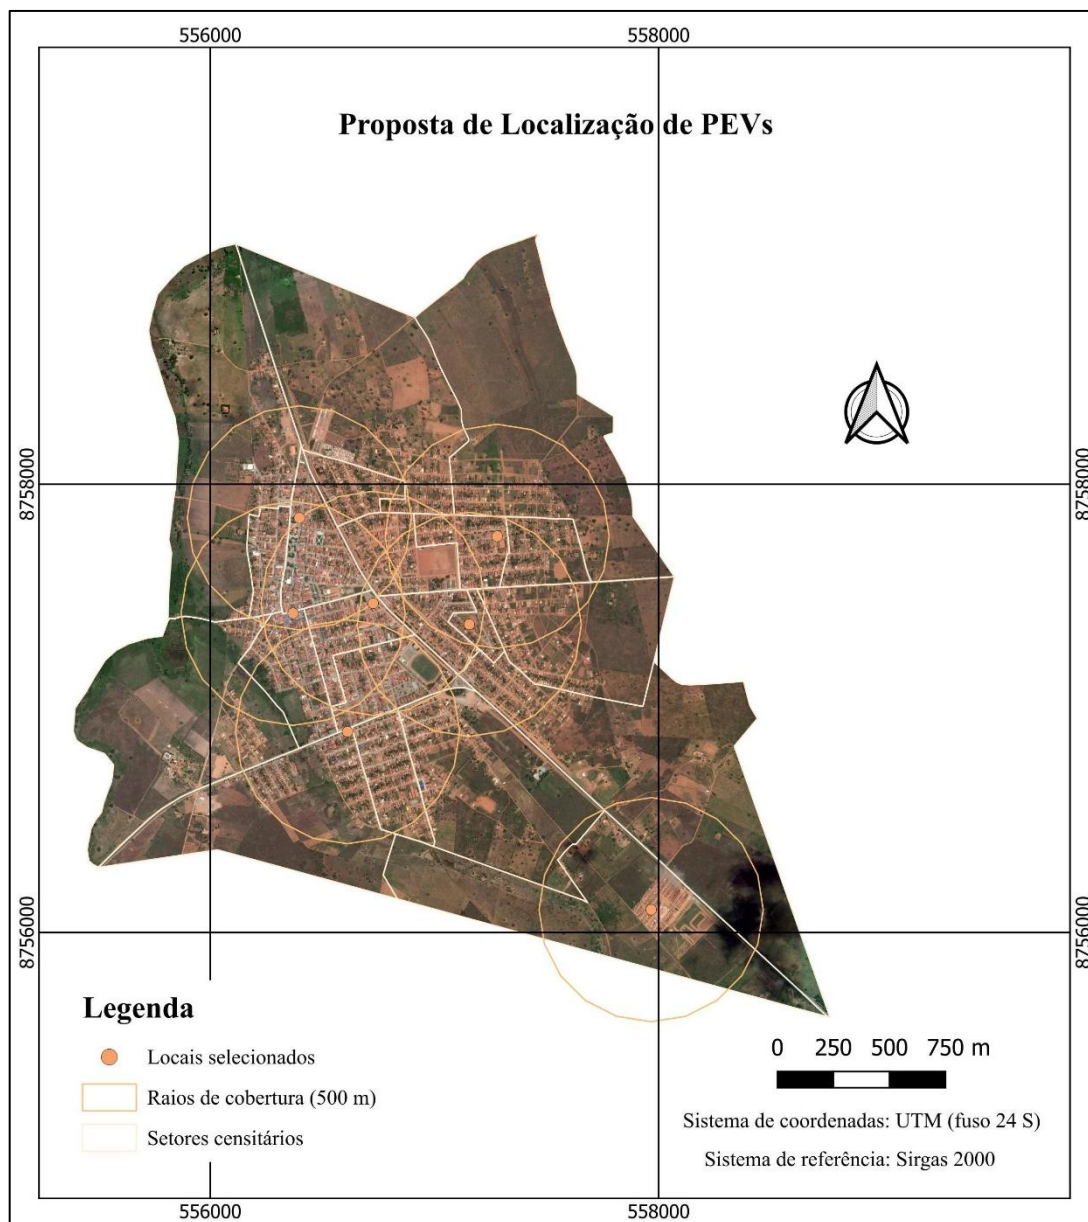 556000
558000
Proposta de Localização de PEVs
8758000
8758000
8756000
8756000
Legenda
Locais selecionados
Raios de cobertura (500 m)
Setores censitários
0 250 500 750 m
Sistema de coordenadas: UTM (fuso 24 S)
Sistema de referência: Sirgas 2000
556000
558000